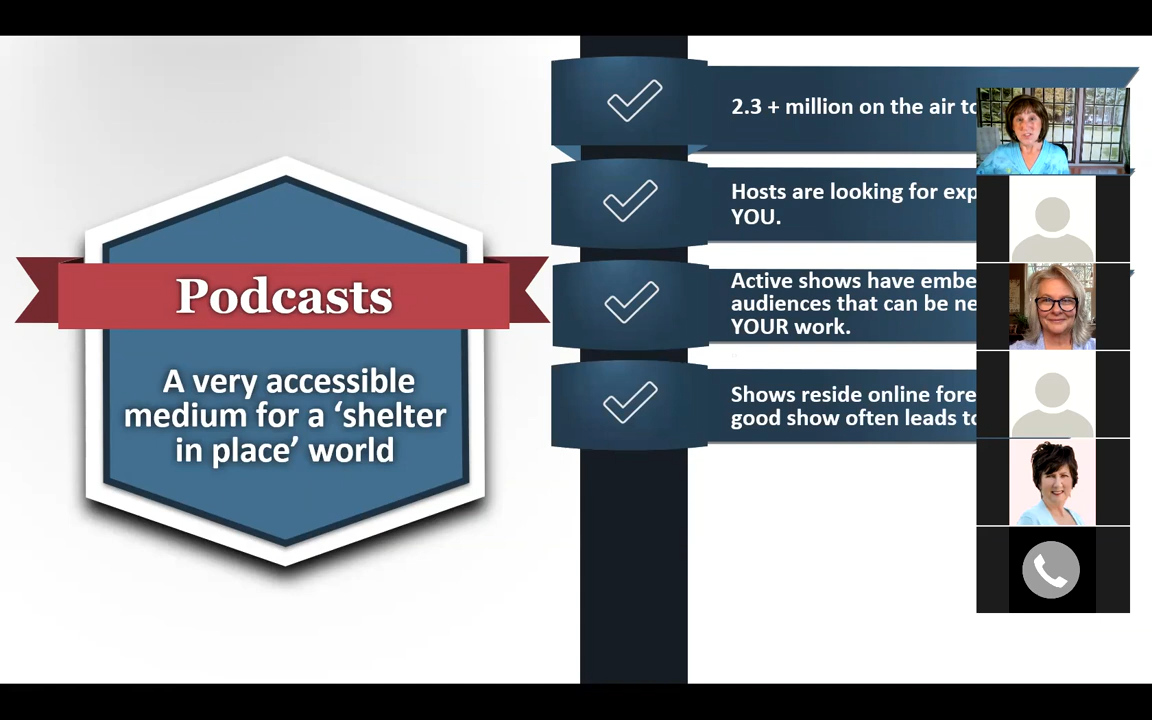 Podcasts
A very accessible
medium for a ‘shelter
in place’ world
2.3 + million on the air
Hosts are looking for
YOU.
Active shows have
audiences that can be
YOUR work.
Shows reside online
good show often leads